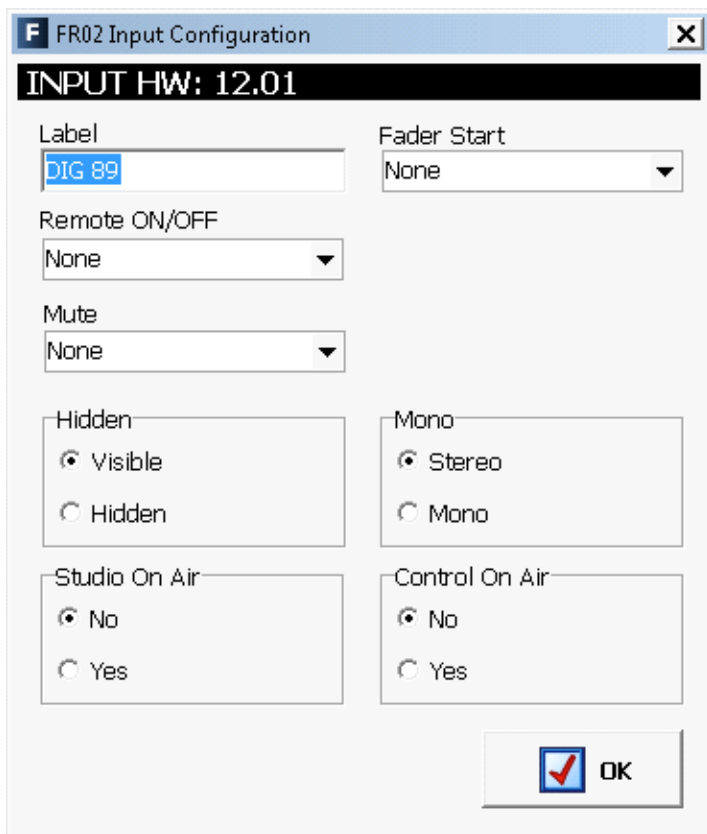 F FR02 Input Configuration
INPUT HW: 12.01
Label
Fader Start
DIG 89
None
Remote ON/OFF
None
Mute
None
Hidden
Mono
Visible
Stereo
Hidden
Mono
Studio On Air
Control On Air
No
No
Yes
Yes
OK